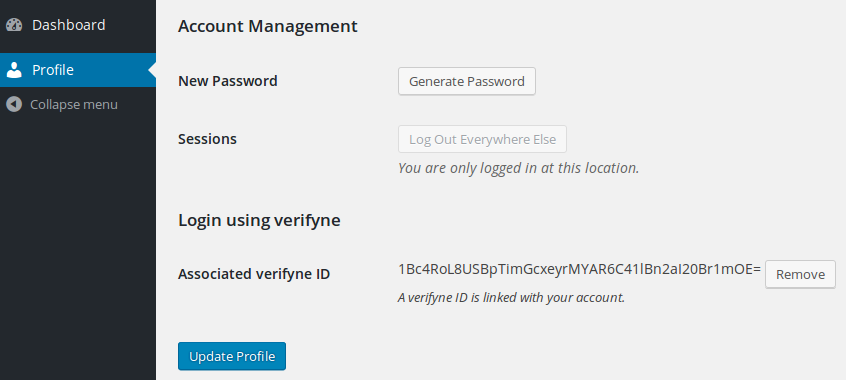 Dashboard
Profile
Collapse menu
Account Management
New Password
Generate Password
Sessions
Log Out Everywhere Else
You are only logged in at this location.
Login using verifyne
Associated verifyne ID
1Bc4RoL8USBpTimGcxeyrMYAR6C41lBn2aI20Br1mOE=
Remove
A verifyne ID is linked with your account.
Update Profile